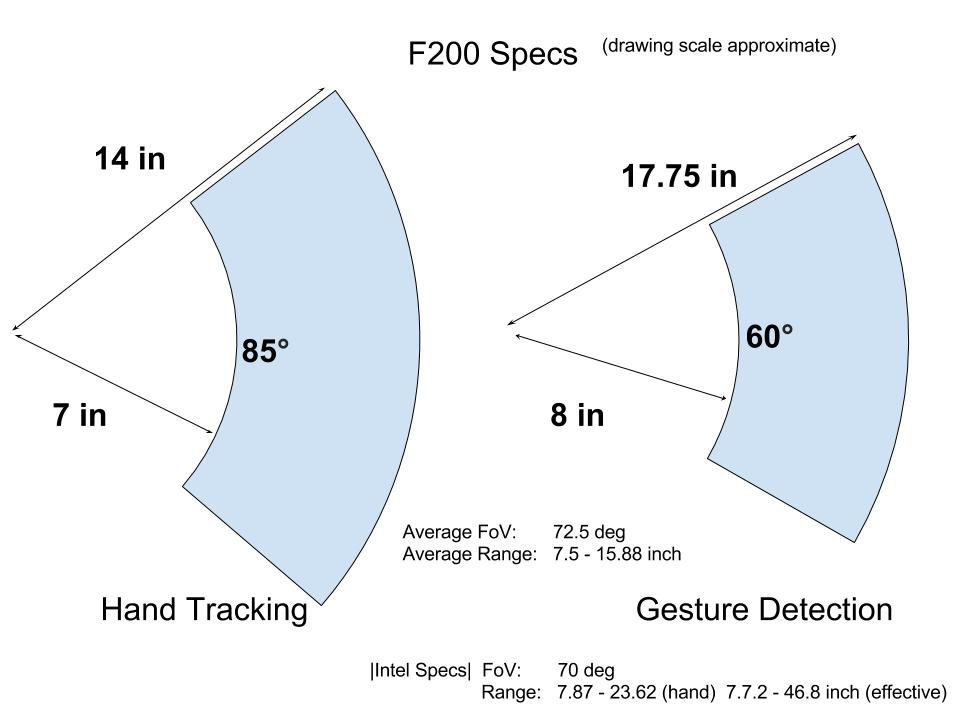 F200 Specs (drawing scale approximate)
14 in
17.75 in
85°
60°
7 in
8 in
Average FoV: 72.5 deg
Average Range: 7.5 - 15.88 inch
Hand Tracking
Gesture Detection
|Intel Specs| FoV: 70 deg
Range: 7.87 - 23.62 (hand) 7.7.2 - 46.8 inch (effective)